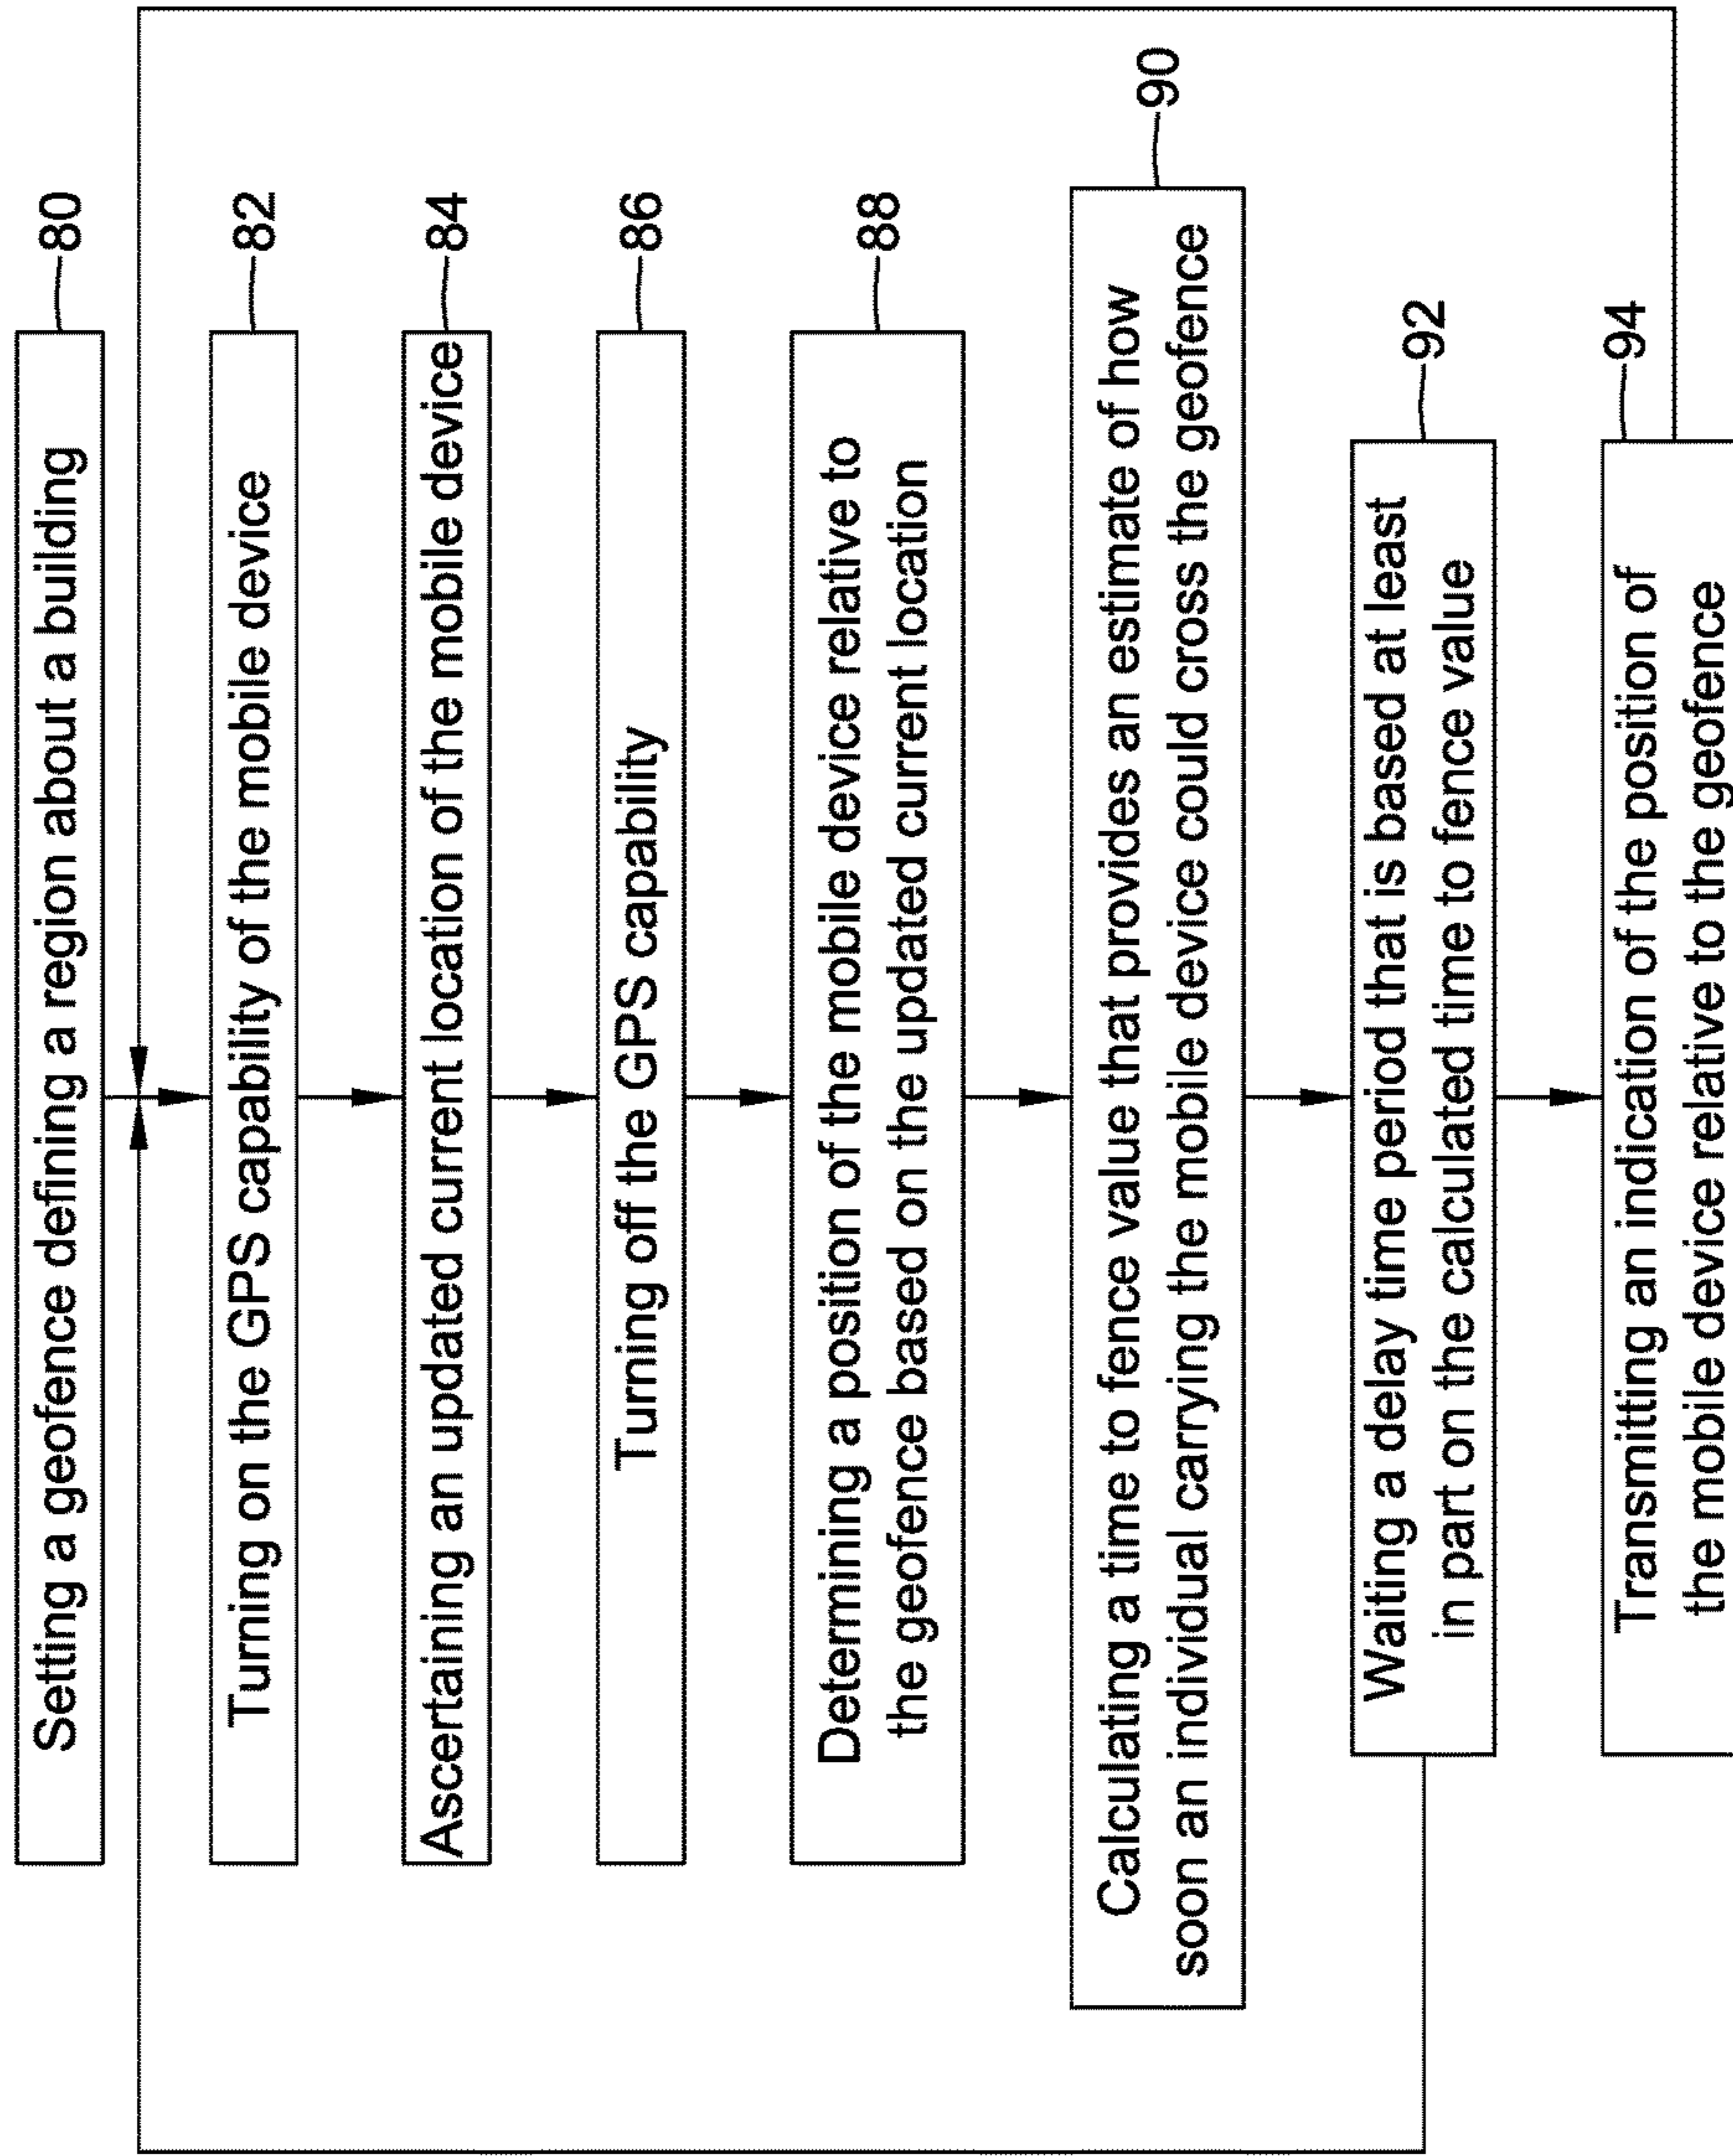 Setting a geofence defining a region about a building
80
Turning on the GPS capability of the mobile device
82
Ascertaining an updated current location of the mobile device
84
Turning off the GPS capability
86
Determining a position of the mobile device relative to
the geofence based on the updated current location
88
Calculating a time to fence value that provides an estimate of how
soon an individual carrying the mobile device could cross the geofence
90
Waiting a delay time period that is based at least
in part on the calculated time to fence value
92
Transmitting an indication of the position of
the mobile device relative to the geofence
94